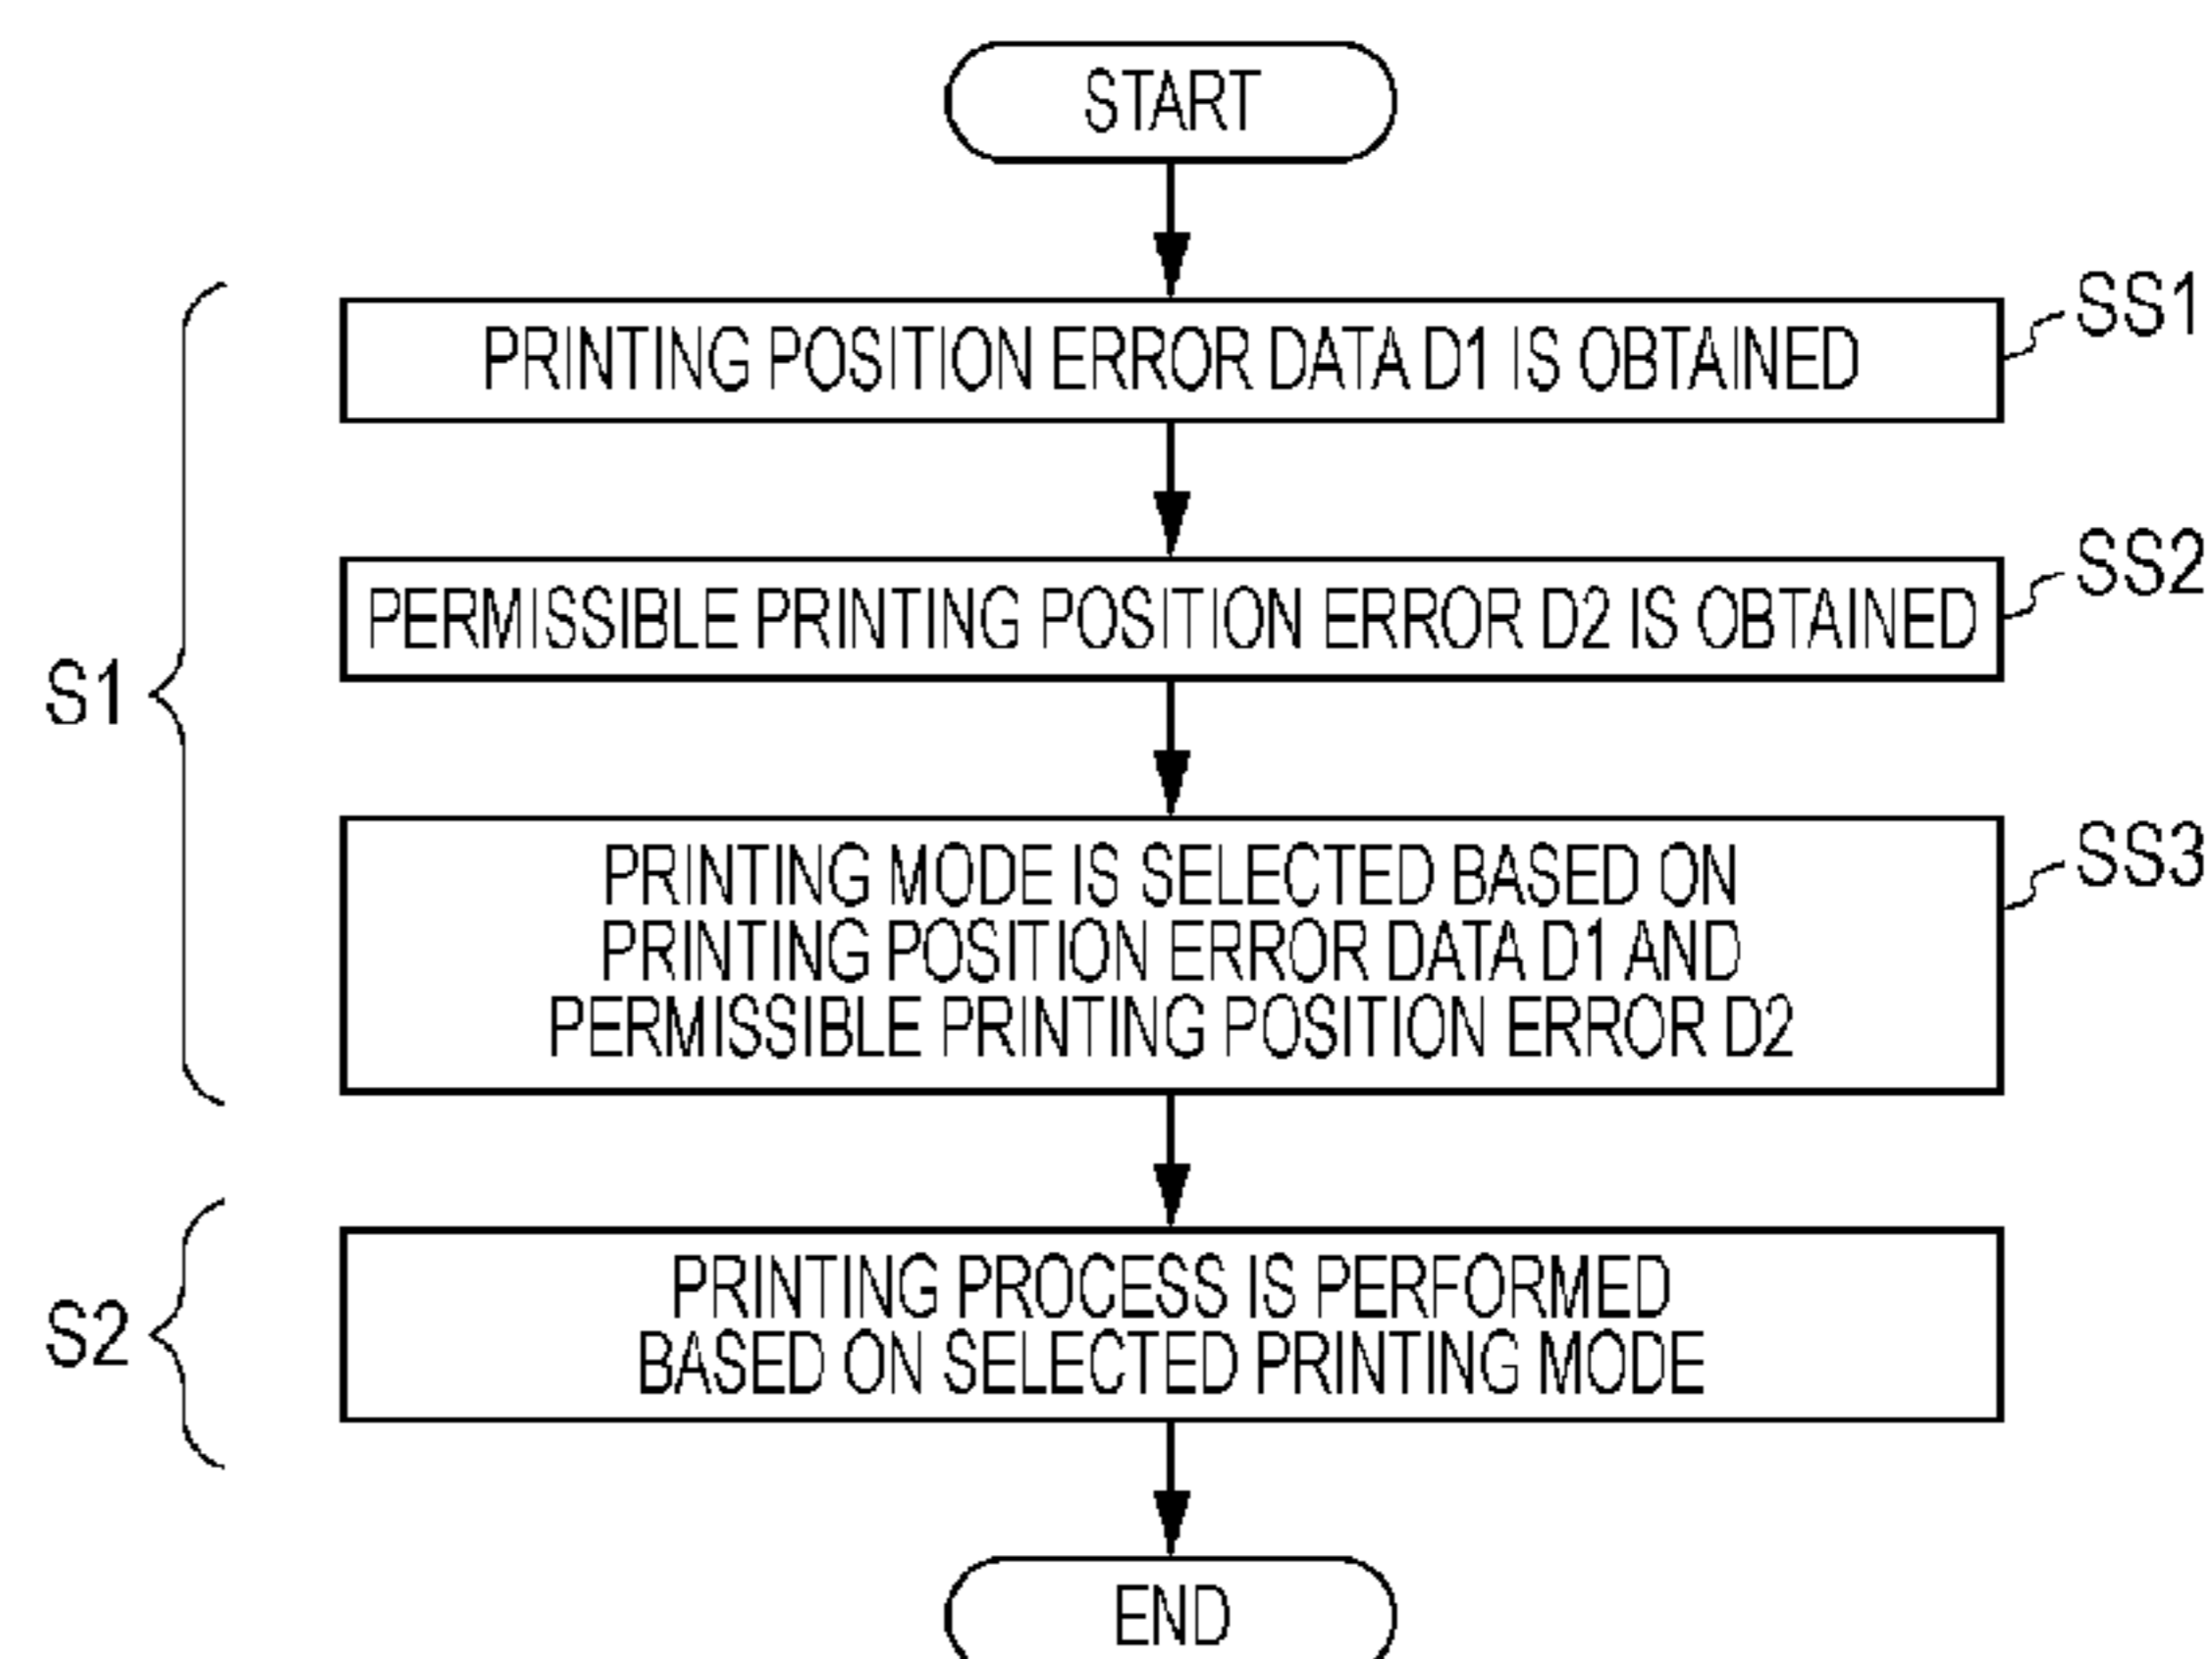 START
PRINTING POSITION ERROR DATA D1 IS OBTAINED
SS1
PERMISSIBLE PRINTING POSITION ERROR D2 IS OBTAINED
SS2
S1
PRINTING MODE IS SELECTED BASED ON
PRINTING POSITION ERROR DATA D1 AND
PERMISSIBLE PRINTING POSITION ERROR D2
SS3
S2
PRINTING PROCESS IS PERFORMED
BASED ON SELECTED PRINTING MODE
END